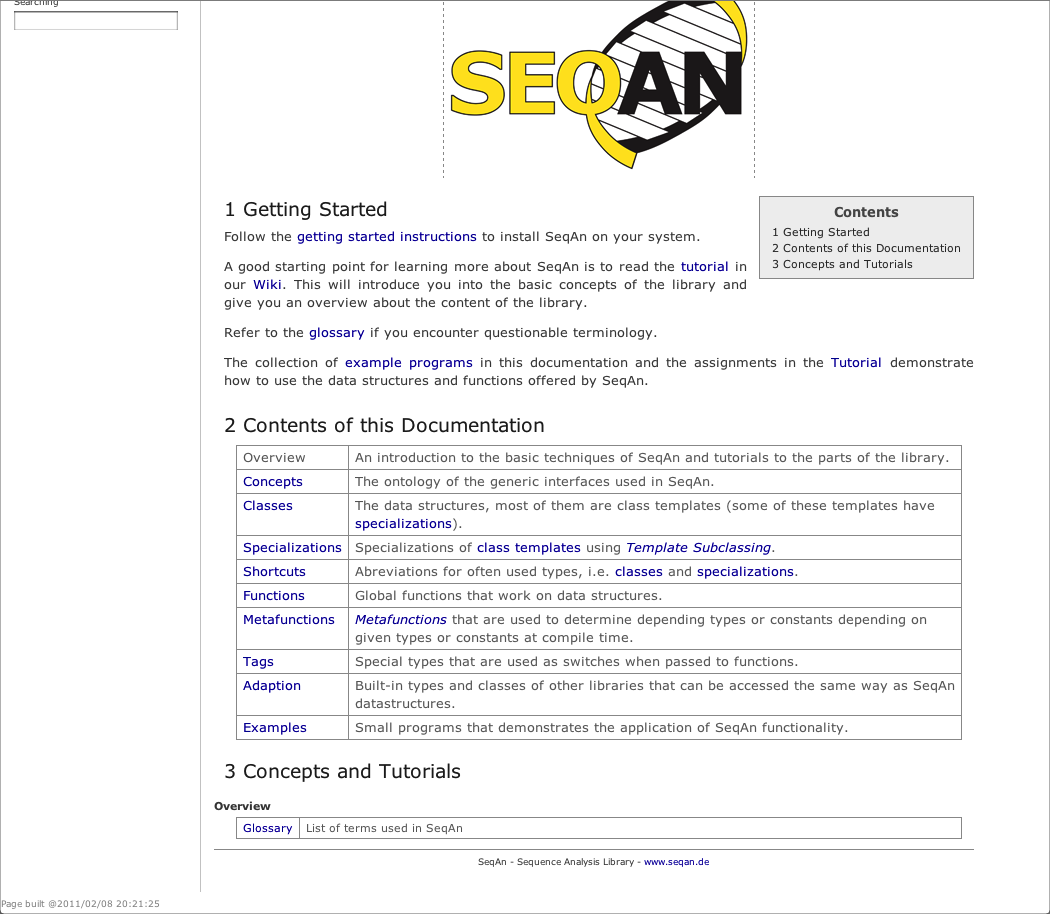 Searching
SEQAN
1 Getting Started
Contents
1 Getting Started
2 Contents of this Documentation
3 Concepts and Tutorials
Follow the getting started instructions to install SeqAn on your system.
A good starting point for learning more about SeqAn is to read the tutorial in
our Wiki. This will introduce you into the basic concepts of the library and
give you an overview about the content of the library.
Refer to the glossary if you encounter questionable terminology.
The collection of example programs in this documentation and the assignments in the Tutorial demonstrate
how to use the data structures and functions offered by SeqAn.
2 Contents of this Documentation
Overview An introduction to the basic techniques of SeqAn and tutorials to the parts of the library.
Concepts The ontology of the generic interfaces used in SeqAn.
Classes The data structures, most of them are class templates (some of these templates have
specializations).
Specializations Specializations of class templates using Template Subclassing.
Shortcuts Abreviations for often used types, i.e. classes and specializations.
Functions Global functions that work on data structures.
Metafunctions Metafunctions that are used to determine depending types or constants depending on
given types or constants at compile time.
Tags Special types that are used as switches when passed to functions.
Adaption Built-in types and classes of other libraries that can be accessed the same way as SeqAn
datastructures.
Examples Small programs that demonstrates the application of SeqAn functionality.
3 Concepts and Tutorials
Overview
Glossary List of terms used in SeqAn
SeqAn - Sequence Analysis Library - www.seqan.de
Page built @2011/02/08 20:21:25